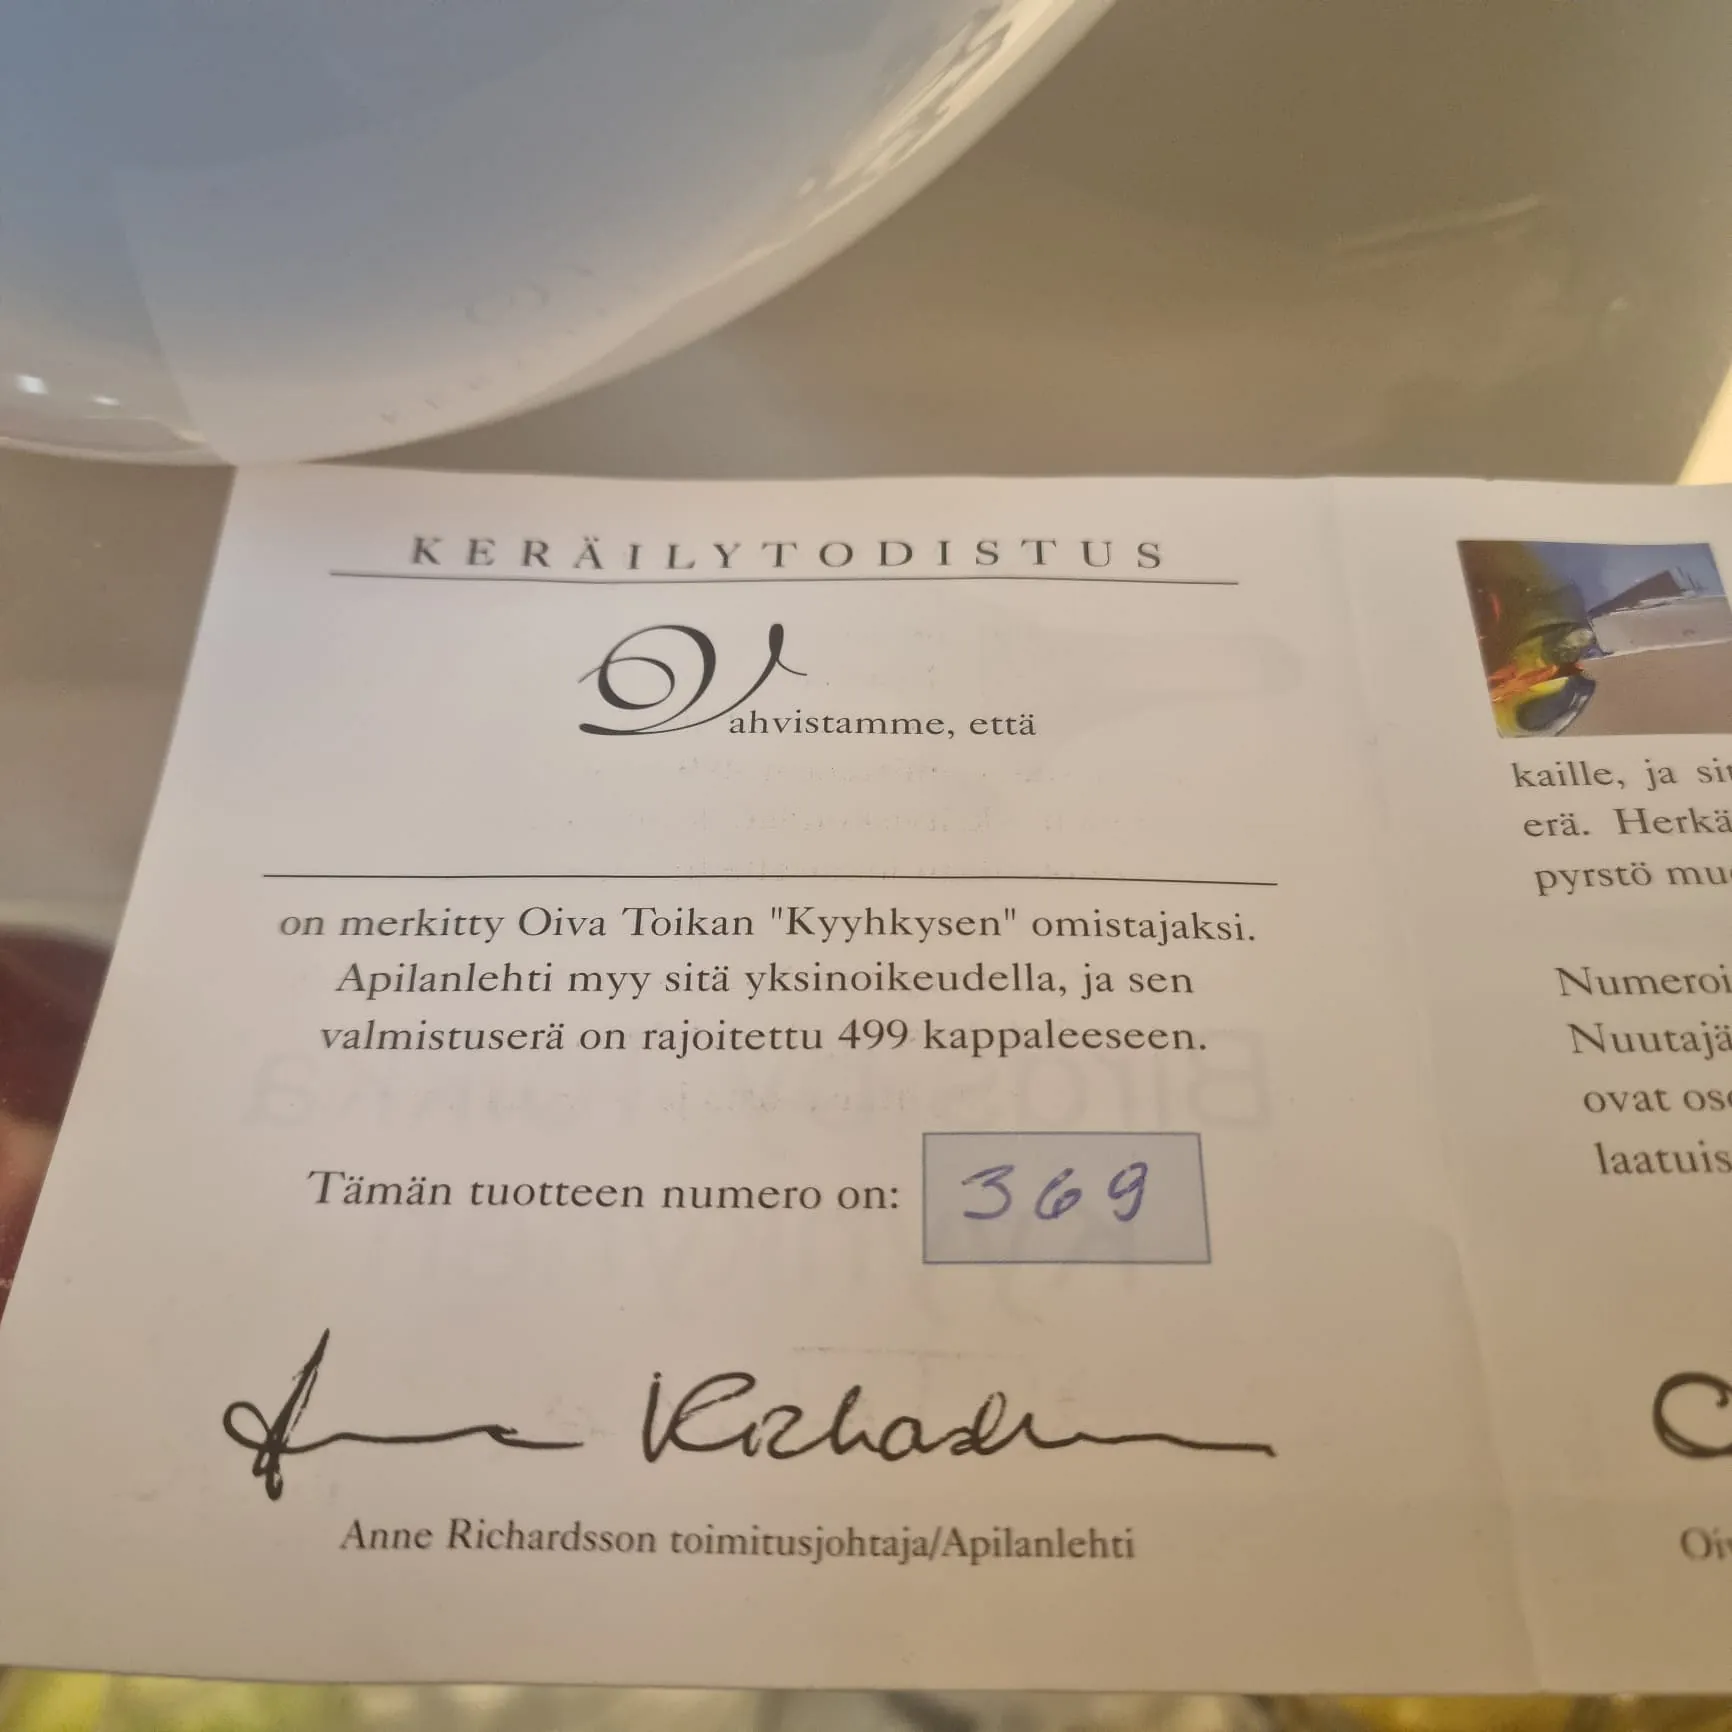 KERÄILYTODISTUS
Vahvistamme, että
on merkitty Oiva Toikan "Kyyhkysen" omistajaksi.
Apilanlehti myy sitä yksinoikeudella, ja sen
valmistuserä on rajoitettu 499 kappaleeseen.
Tämän tuotteen numero on: 369
Anne Richardsson toimitusjohtaja/Apilanlehti
kaille, ja sit
erä. Herkä
pyrstö mu
Numeroi
Nuutajä
ovat os
laatuis
Oiv